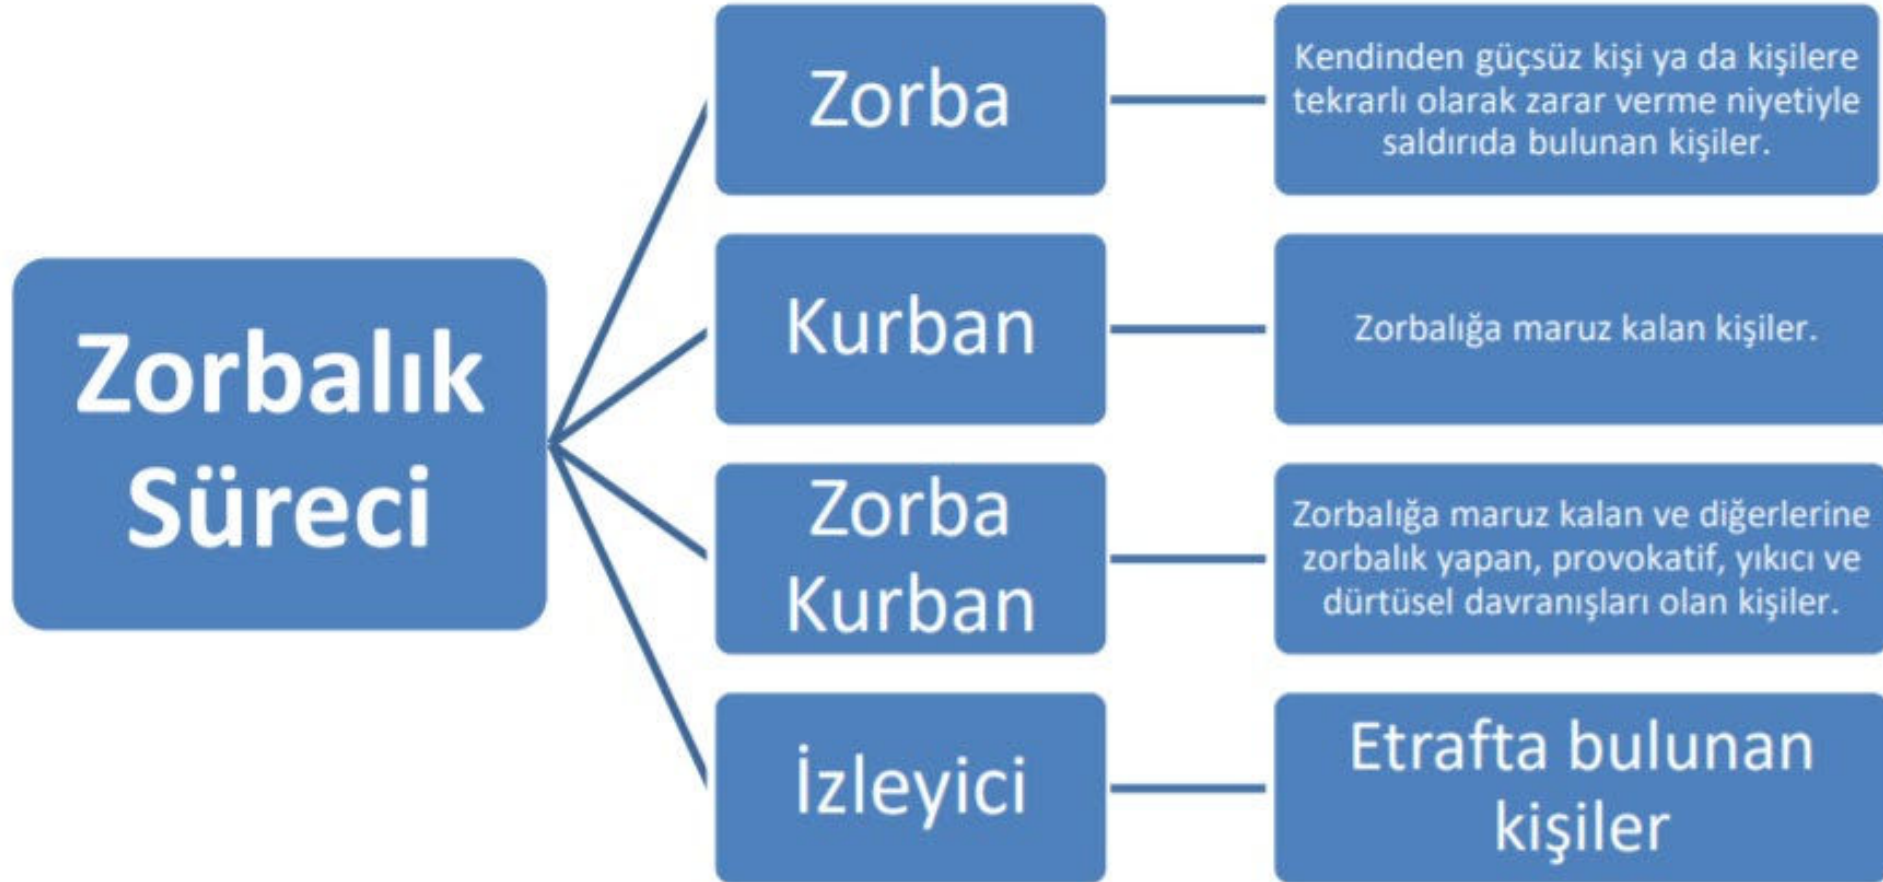 Zorbalık
Süreci
Zorba
Kendinden güçsüz kişi ya da kişilere
tekrarlı olarak zarar verme niyetiyle
saldırıda bulunan kişiler.
Kurban
Zorbalığa maruz kalan kişiler.
Zorba
Kurban
Zorbalığa maruz kalan ve diğerlerine
zorbalık yapan, provokatif, yıkıcı ve
dürtüsel davranışları olan kişiler.
İzleyici
Etrafta bulunan
kişiler